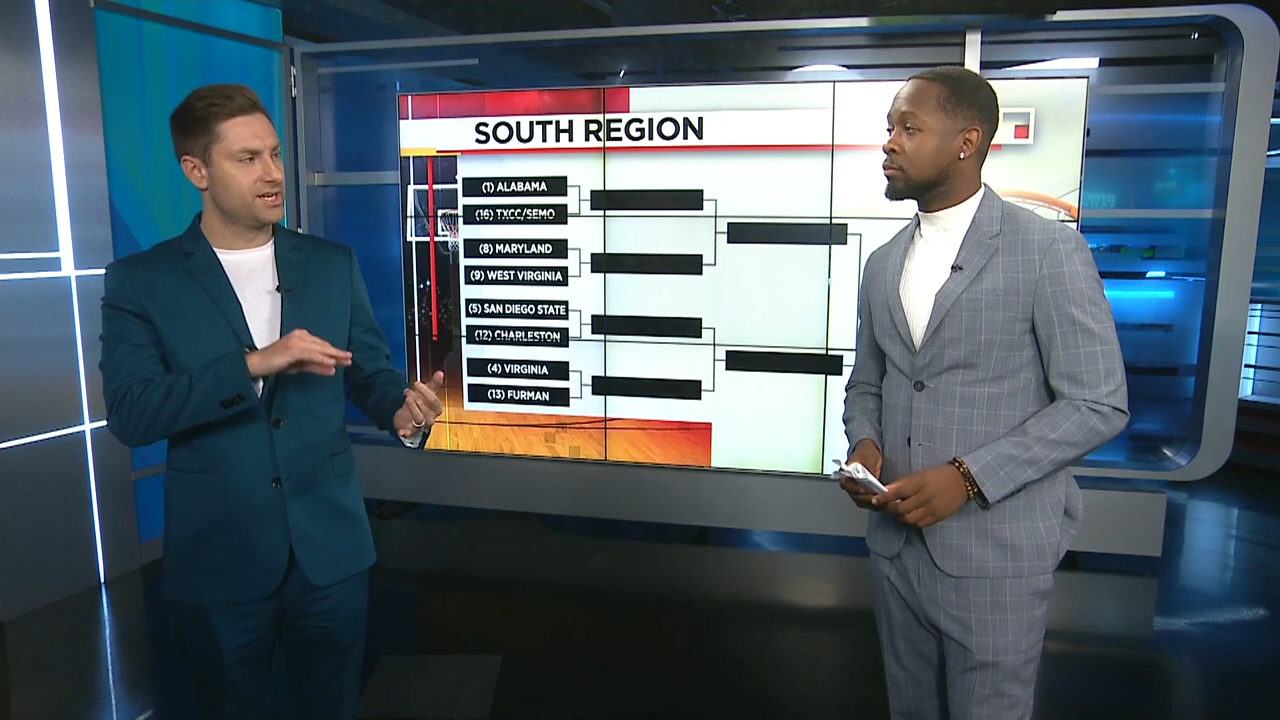 SOUTH REGION
(1) ALABAMA
(16) TXCC/SEMO
(8) MARYLAND
(9) WEST VIRGINIA
(5) SAN DIEGO STATE
(12) CHARLESTON
(4) VIRGINIA
(13) FURMAN